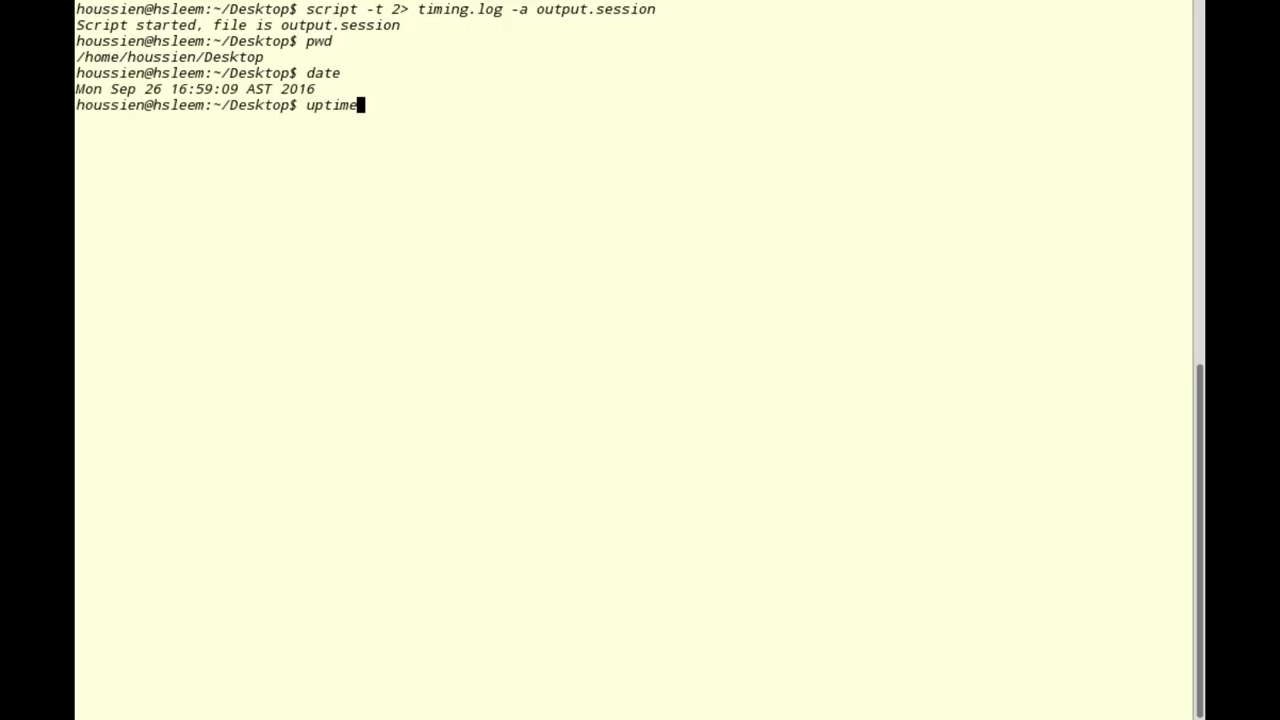 houssien@hsleem:~/Desktop$ script -t 2> timing.log -a output.session
Script started, file is output.session
houssien@hsleem:~/Desktop$ pwd
/home/houssien/Desktop
houssien@hsleem:~/Desktop$ date
Mon Sep 26 16:59:09 AST 2016
houssien@hsleem:~/Desktop$ uptime